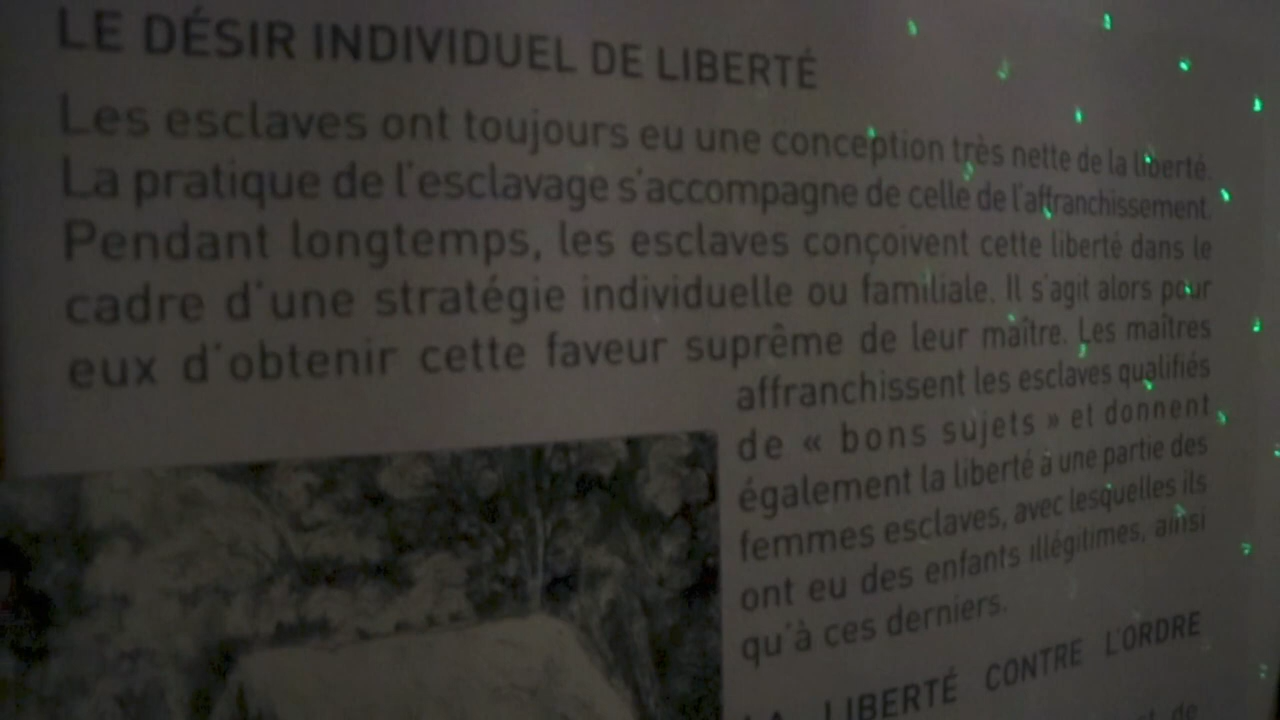 LE DÉSIR INDIVIDUEL DE LIBERTÉ
Les esclaves ont toujours eu une conception très nette de la liberté.
La pratique de l'esclavage s'accompagne de celle de l'affranchissement.
Pendant longtemps, les esclaves conçoivent cette liberté dans le
cadre d'une stratégie individuelle ou familiale. Il s'agit alors pour
eux d'obtenir cette faveur suprême de leur maître. Les maîtres
affranchissent les esclaves qualifiés
de « bons sujets » et donnent
également la liberté à une partie des
femmes esclaves, avec lesquelles ils
ont eu des enfants illégitimes, ainsi
qu'à ces derniers.
LA LIBERTÉ CONTRE L'ORDRE
de